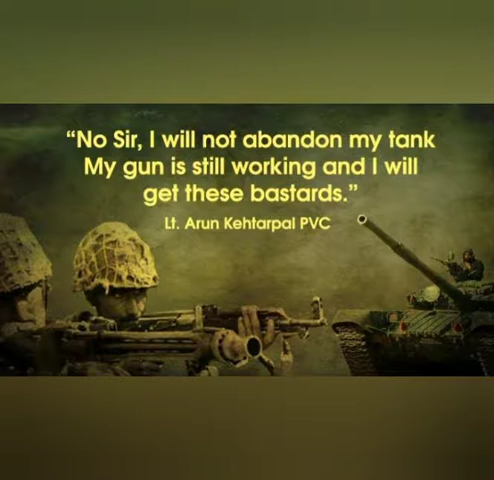 “No Sir, I will not abandon my tank
My gun is still working and I will
get these bastards.”
Lt. Arun Kehtarpal PVC